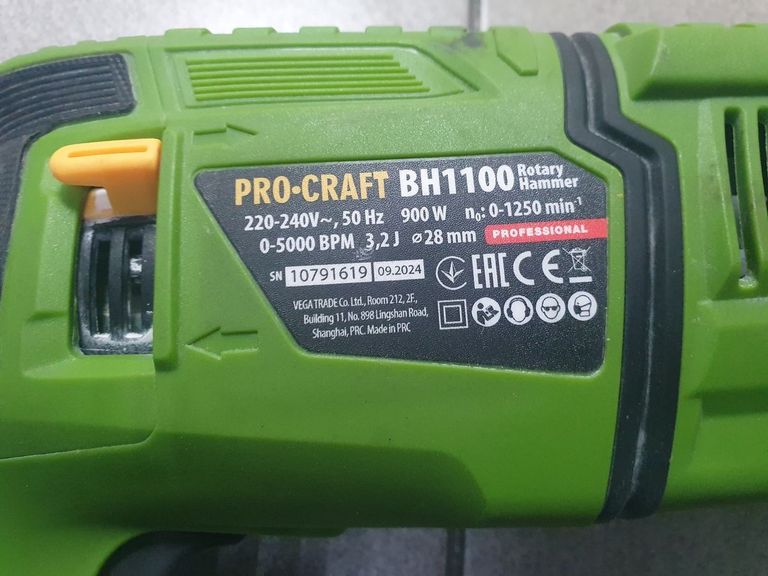 PRO•CRAFT BH1100 Rotary Hammer
220-240V~, 50 Hz 900 W n₀: 0-1250 min⁻¹
0-5000 BPM 3,2 J ⌀28 mm PROFESSIONAL
SN 10791619 09.2024
EAC CE
VEGA TRADE Co. Ltd., Room 212, 2F.,
Building 11, No. 898 Lingshan Road,
Shanghai, PRC. Made in PRC